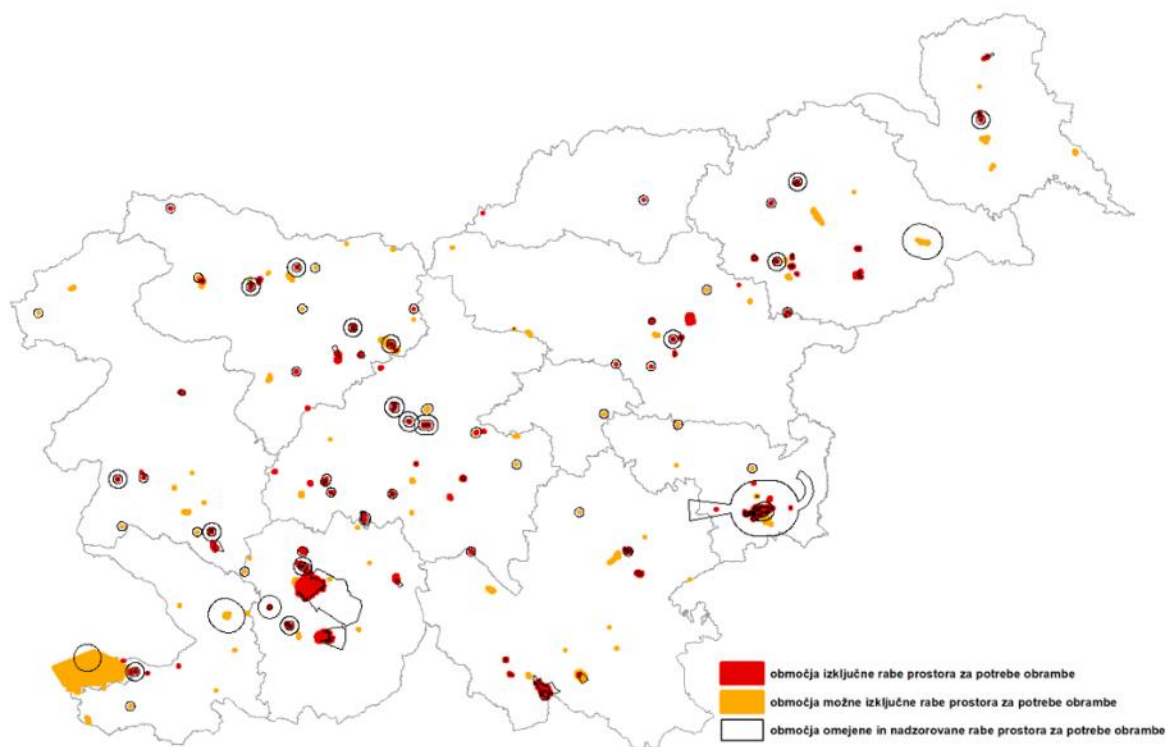 območja izključne rabe prostora za potrebe obrambe
območja možne izključne rabe prostora za potrebe obrambe
območja omejene in nadzorovane rabe prostora za potrebe obrambe